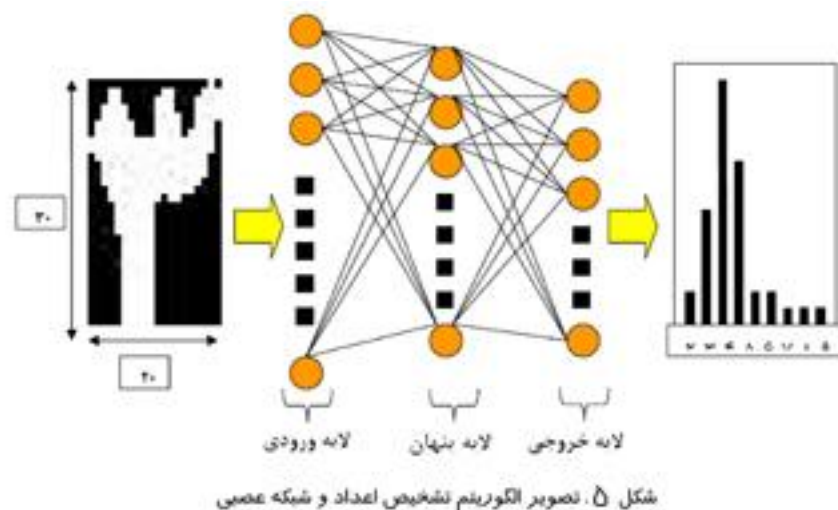 ۳۰
۲۰
لایه ورودی
لایه پنهان
لایه خروجی
شکل ۵. تصویر الگوریتم تشخیص اعداد و شبکه عصبی